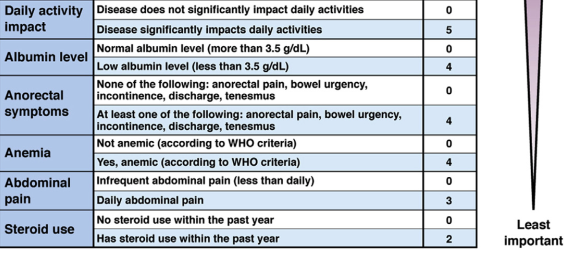 Daily activity impact
Disease does not significantly impact daily activities 0
Disease significantly impacts daily activities 5
Albumin level
Normal albumin level (more than 3.5 g/dL) 0
Low albumin level (less than 3.5 g/dL) 4
Anorectal symptoms
None of the following: anorectal pain, bowel urgency,
incontinence, discharge, tenesmus 0
At least one of the following: anorectal pain, bowel urgency,
incontinence, discharge, tenesmus 4
Anemia
Not anemic (according to WHO criteria) 0
Yes, anemic (according to WHO criteria) 4
Abdominal pain
Infrequent abdominal pain (less than daily) 0
Daily abdominal pain 3
Steroid use
No steroid use within the past year 0
Has steroid use within the past year 2
Least
important